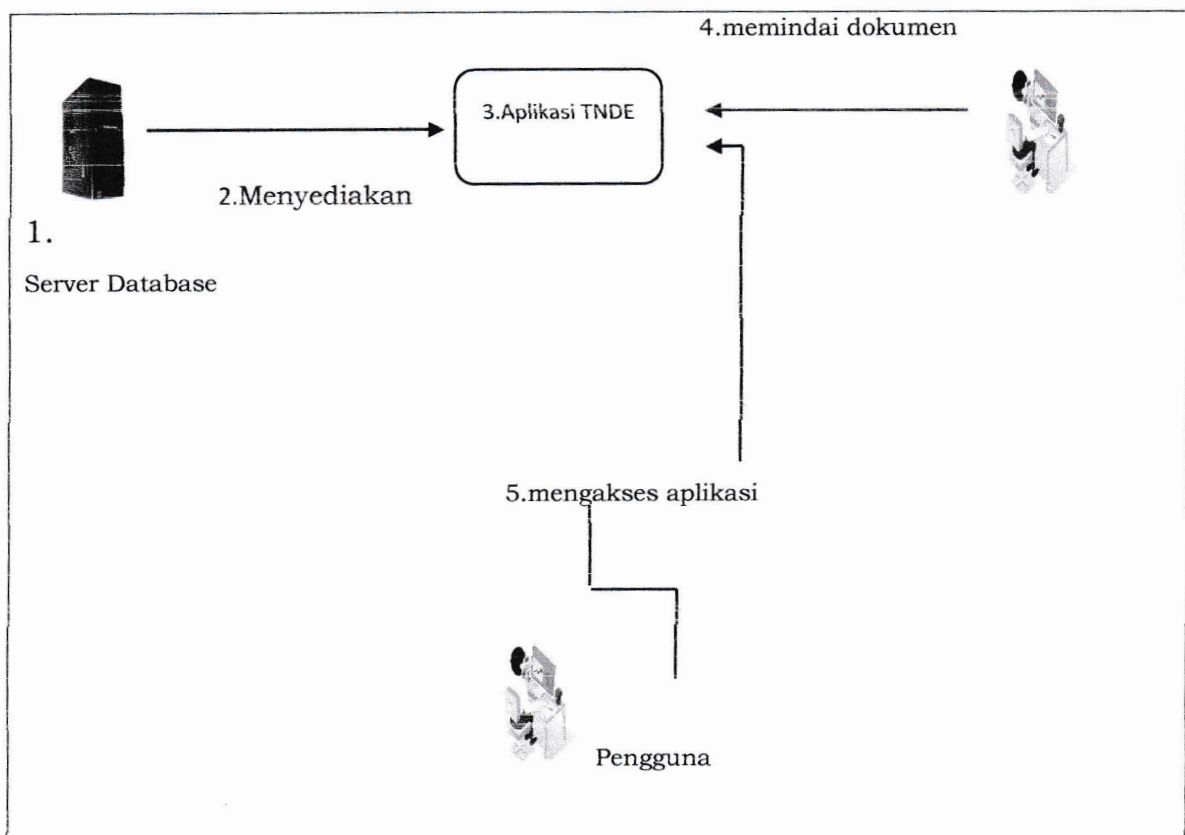 4.memindai dokumen
3.Aplikasi TNDE
2.Menyediakan
1.
Server Database
5.mengakses aplikasi
Pengguna